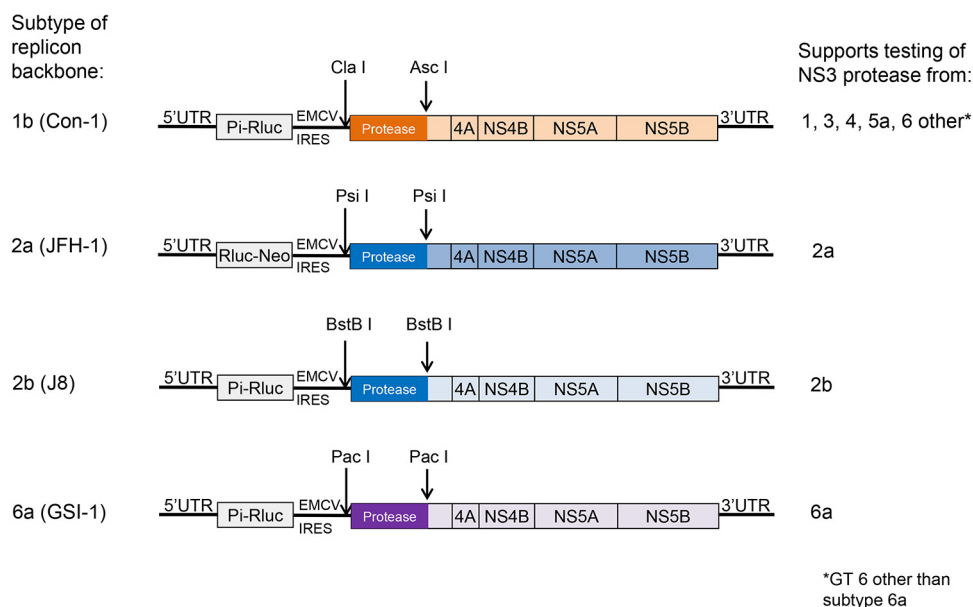 Subtype of
replicon
backbone:
Supports testing of
NS3 protease from:
Cla I Asc I
1b (Con-1) 5’UTR Pi-Rluc EMCV IRES Protease 4A NS4B NS5A NS5B 3’UTR 1, 3, 4, 5a, 6 other*
Psi I Psi I
2a (JFH-1) 5’UTR Rluc-Neo EMCV IRES Protease 4A NS4B NS5A NS5B 3’UTR 2a
BstB I BstB I
2b (J8) 5’UTR Pi-Rluc EMCV IRES Protease 4A NS4B NS5A NS5B 3’UTR 2b
Pac I Pac I
6a (GSI-1) 5’UTR Pi-Rluc EMCV IRES Protease 4A NS4B NS5A NS5B 3’UTR 6a
*GT 6 other than
subtype 6a